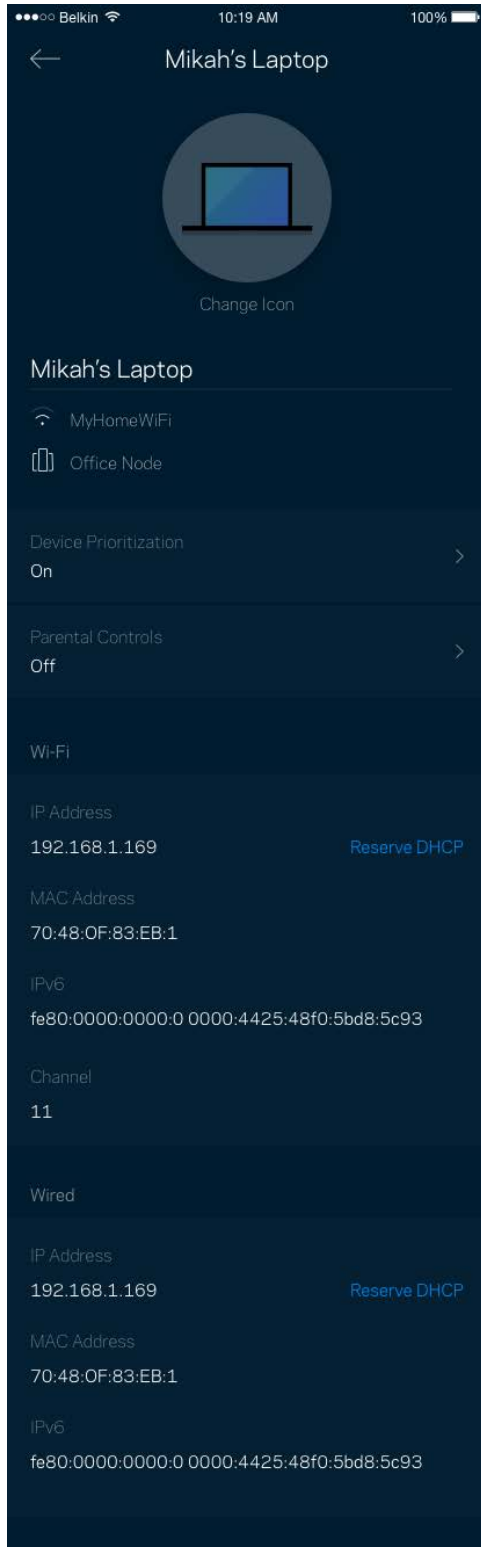 Belkin 10:19 AM 100%
Mikah's Laptop
Change Icon
Mikah's Laptop
MyHomeWiFi
Office Node
Device Prioritization
On
Parental Controls
Off
Wi-Fi
IP Address
192.168.1.169 Reserve DHCP
MAC Address
70:48:0F:83:EB:1
IPv6
fe80:0000:0000:0 0000:4425:48f0:5bd8:5c93
Channel
11
Wired
IP Address
192.168.1.169 Reserve DHCP
MAC Address
70:48:0F:83:EB:1
IPv6
fe80:0000:0000:0 0000:4425:48f0:5bd8:5c93